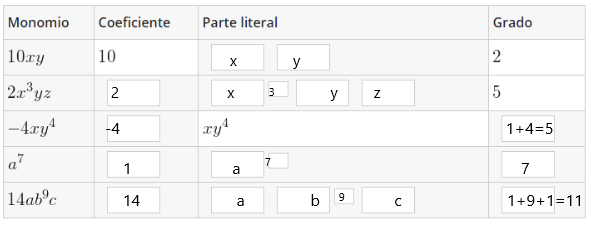 Monomio Coeficiente Parte literal Grado
10xy 10 x y 2
2x³yz 2 x 3 y z 5
−4xy⁴ -4 xy⁴ 1+4=5
a⁷ 1 a 7 7
14ab⁹c 14 a b 9 c 1+9+1=11